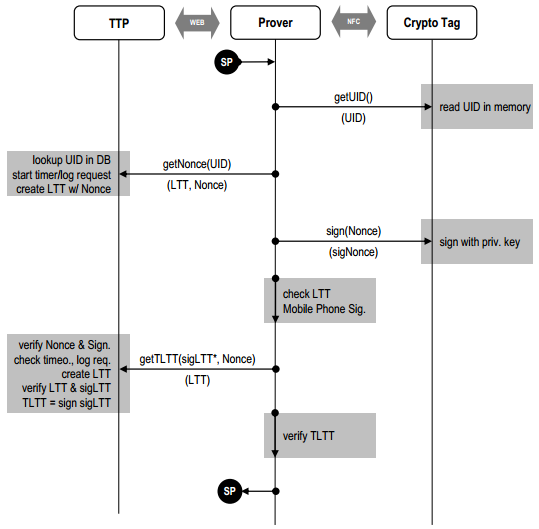 TTP
WEB
Prover
NFC
Crypto Tag
SP
getUID()
(UID)
read UID in memory
lookup UID in DB
start timer/log request
create LTT w/ Nonce
getNonce(UID)
(LTT, Nonce)
sign(Nonce)
(sigNonce)
sign with priv. key
check LTT
Mobile Phone Sig.
verify Nonce & Sign.
check timeo., log req.
create LTT
verify LTT & sigLTT
TLTT = sign sigLTT
getTLTT(sigLTT*, Nonce)
(LTT)
verify TLTT
SP